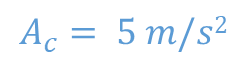 A_c = 5 m/s²